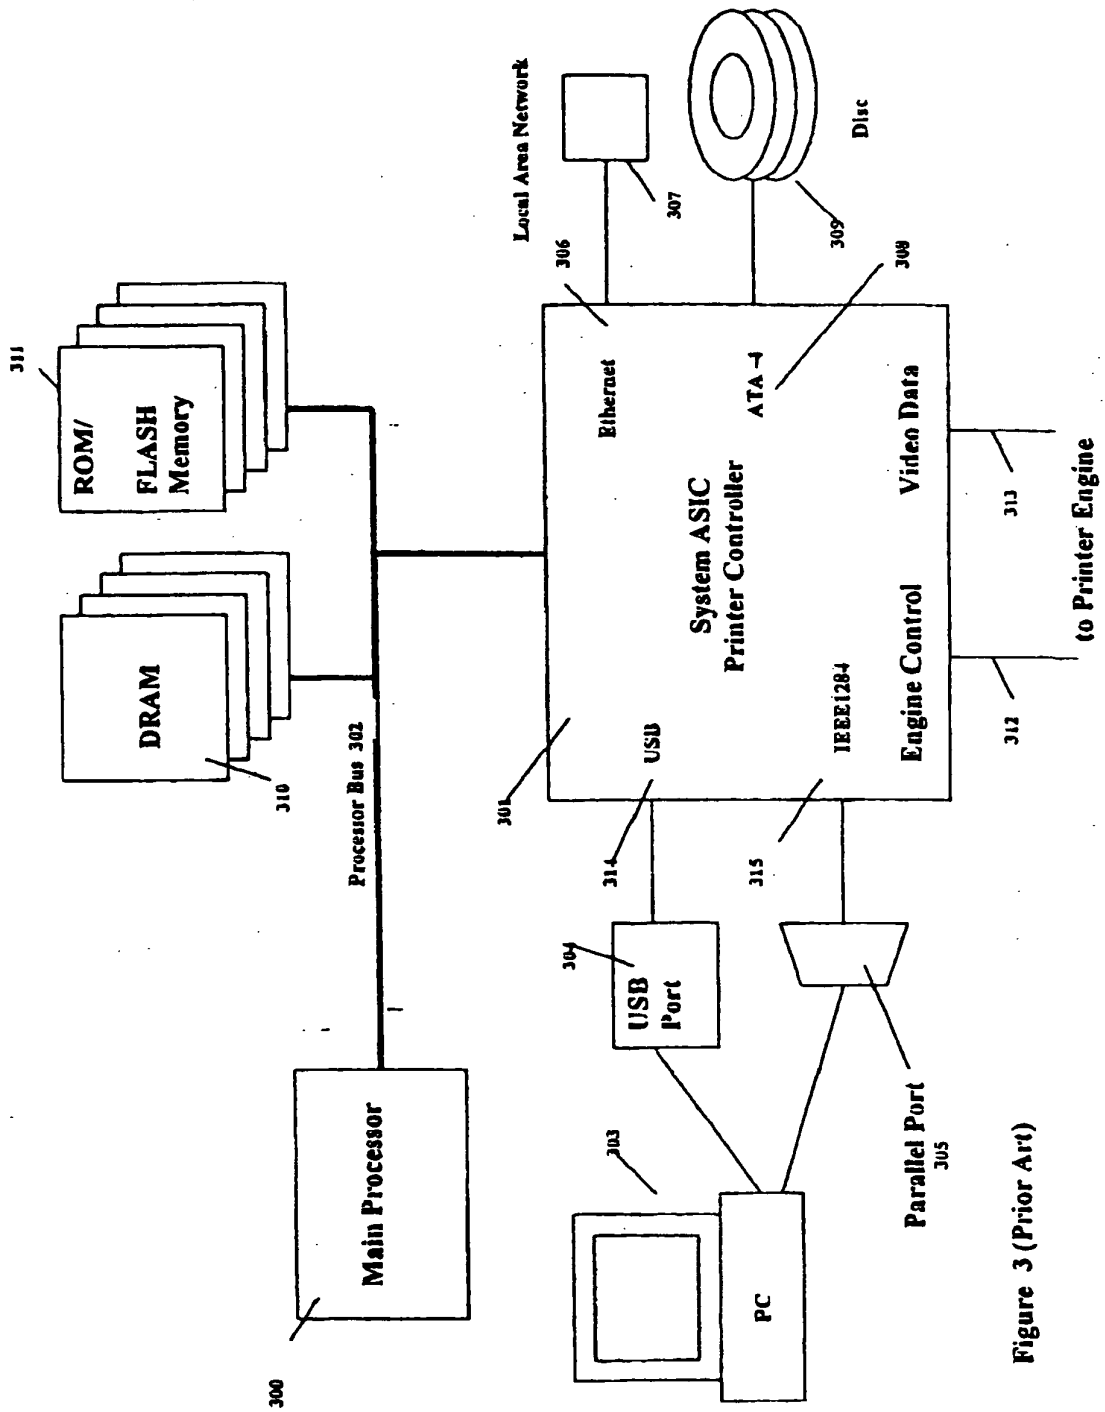 311
ROM/
FLASH
Memory
DRAM
310
Processor Bus 302
300
Main Processor
Local Area Network
307
306
Ethernet
309
Disc
308
ATA-4
301
System ASIC
Printer Controller
USB
314
IEEE1284
315
Engine Control
Video Data
312
313
to Printer Engine
304
USB
Port
303
PC
Parallel Port
305
Figure 3 (Prior Art)